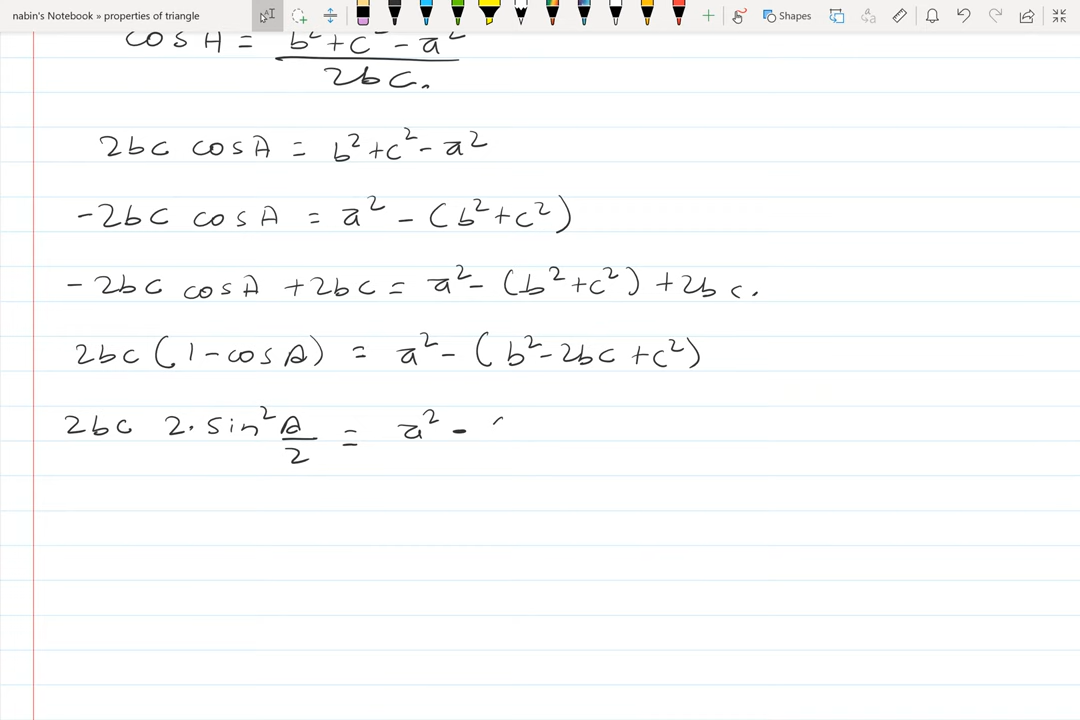 nabin's Notebook » properties of triangle
Shapes
cos A = b² + c² - a² / 2bc.
2bc cos A = b² + c² - a²
-2bc cos A = a² - (b² + c²)
-2bc cos A + 2bc = a² - (b² + c²) + 2bc.
2bc (1 - cos A) = a² - (b² - 2bc + c²)
2bc 2. sin² A/2 = a² -